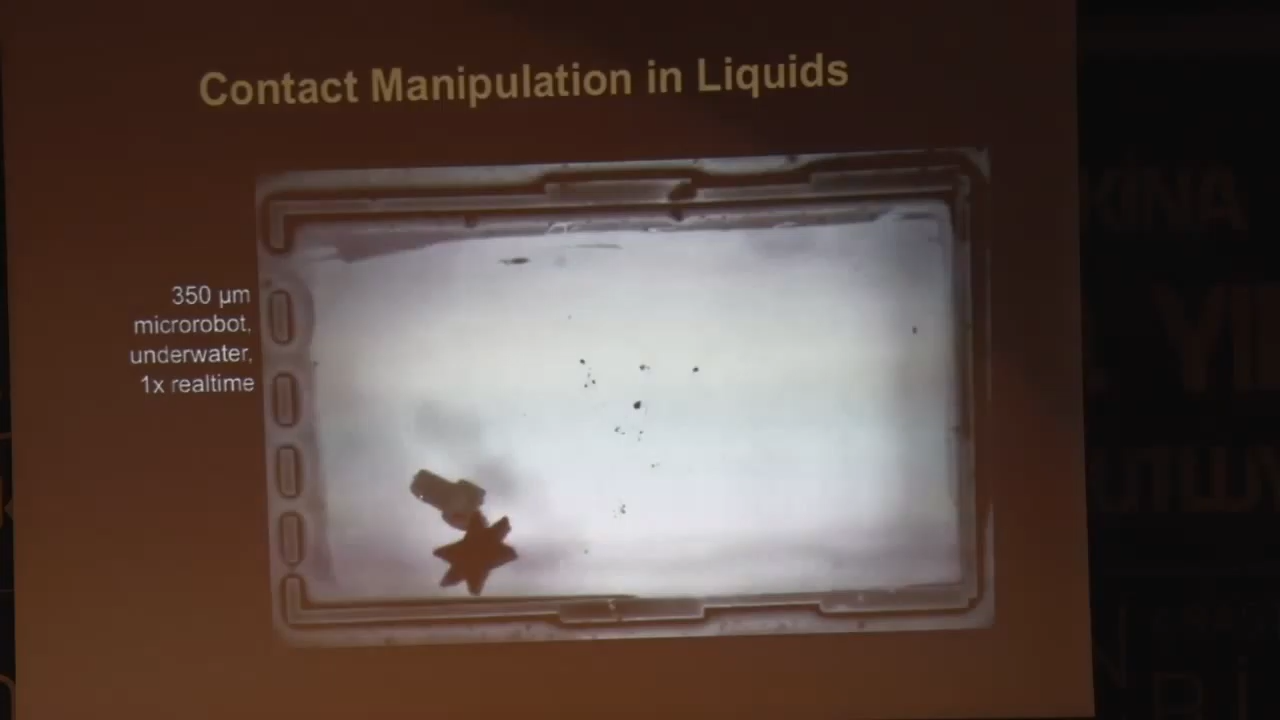 Contact Manipulation in Liquids
350 µm
microrobot,
underwater,
1x realtime